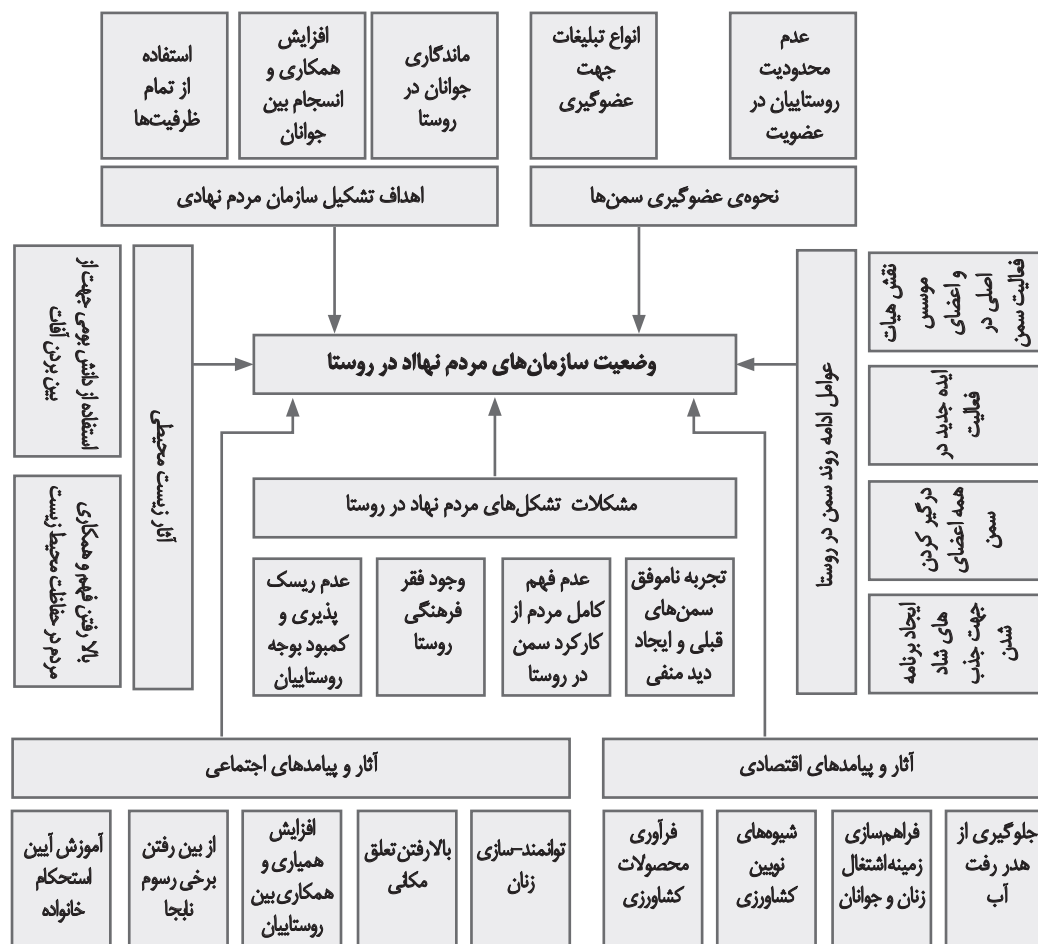 عدم
محدودیت
روستاییان در
عضویت
انواع تبلیغات
جهت
عضوگیری
ماندگاری
جوانان در
روستا
افزایش
همکاری و
انسجام بین
جوانان
استفاده
از تمام
ظرفیت‌ها
نحوه‌ی عضوگیری سمن‌ها
اهداف تشکیل سازمان مردم نهادی
نقش هیات
موسس
و اعضای
اصلی در
فعالیت سمن
ایده جدید در
فعالیت
درگیر کردن
همه اعضای
سمن
ایجاد برنامه
های شاد
جهت جذب
شدن
عوامل ادامه روند سمن در روستا
وضعیت سازمان‌های مردم نهااد در روستا
آثار زیست محیطی
استفاده از دانش بومی جهت از
بین بردن آفات
بالا رفتن فهم و همکاری
مردم در حفاظت محیط زیست
مشکلات تشکل‌های مردم نهاد در روستا
تجربه ناموفق
سمن‌های
قبلی و ایجاد
دید منفی
عدم فهم
کامل مردم از
کارکرد سمن
در روستا
وجود فقر
فرهنگی
روستا
عدم ریسک
پذیری و
کمبود بوجه
روستاییان
آثار و پیامدهای اقتصادی
جلوگیری از
هدر رفت
آب
فراهم‌سازی
زمینه‌اشتغال
زنان و جوانان
شیوه‌های
نویین
کشاورزی
فرآوری
محصولات
کشاورزی
آثار و پیامدهای اجتماعی
توانمند-سازی
زنان
بالارفتن تعلق
مکانی
افزایش
همیاری و
همکاری بین
روستاییان
از بین رفتن
برخی رسوم
نابجا
آموزش آیین
استحکام
خانواده